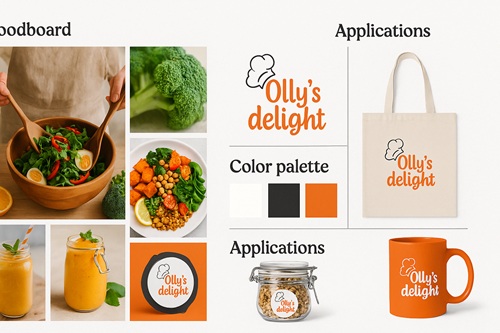 oodboard
Applications
Olly's
delight
Color palette
Olly's
delight
Applications
Olly's
delight
Olly's
delight
Olly's
delight